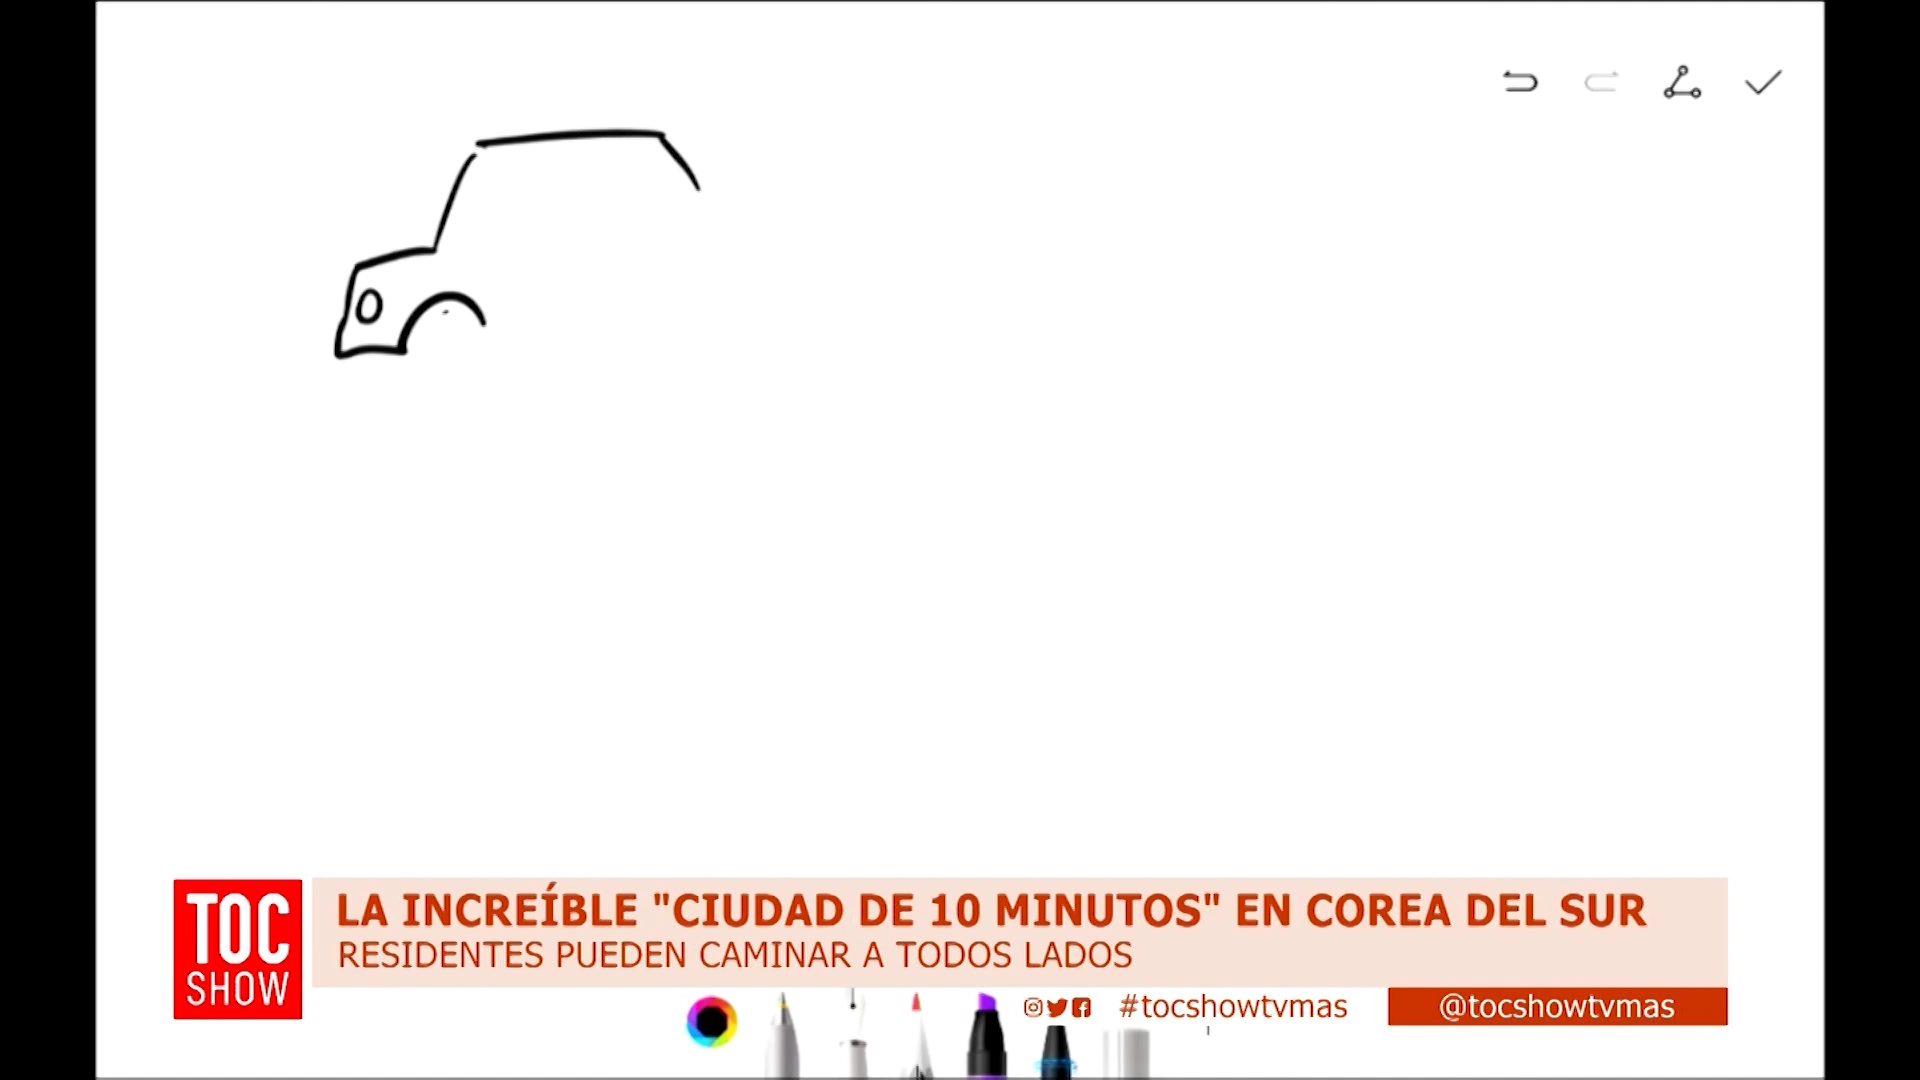 TOC
SHOW
LA INCREÍBLE "CIUDAD DE 10 MINUTOS" EN COREA DEL SUR
RESIDENTES PUEDEN CAMINAR A TODOS LADOS
#tocshowtvmas
@tocshowtvmas